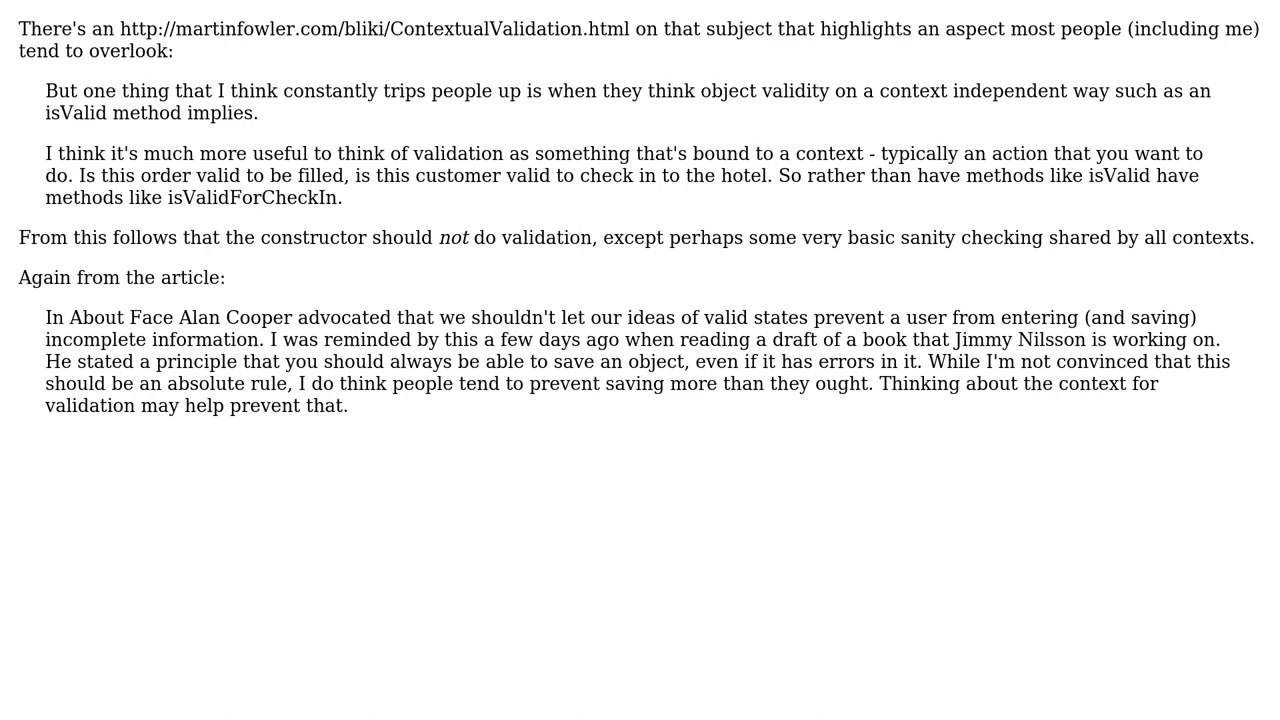 There's an http://martinfowler.com/bliki/ContextualValidation.html on that subject that highlights an aspect most people (including me)
tend to overlook:
But one thing that I think constantly trips people up is when they think object validity on a context independent way such as an
isValid method implies.
I think it's much more useful to think of validation as something that's bound to a context - typically an action that you want to
do. Is this order valid to be filled, is this customer valid to check in to the hotel. So rather than have methods like isValid have
methods like isValidForCheckIn.
From this follows that the constructor should not do validation, except perhaps some very basic sanity checking shared by all contexts.
Again from the article:
In About Face Alan Cooper advocated that we shouldn't let our ideas of valid states prevent a user from entering (and saving)
incomplete information. I was reminded by this a few days ago when reading a draft of a book that Jimmy Nilsson is working on.
He stated a principle that you should always be able to save an object, even if it has errors in it. While I'm not convinced that this
should be an absolute rule, I do think people tend to prevent saving more than they ought. Thinking about the context for
validation may help prevent that.